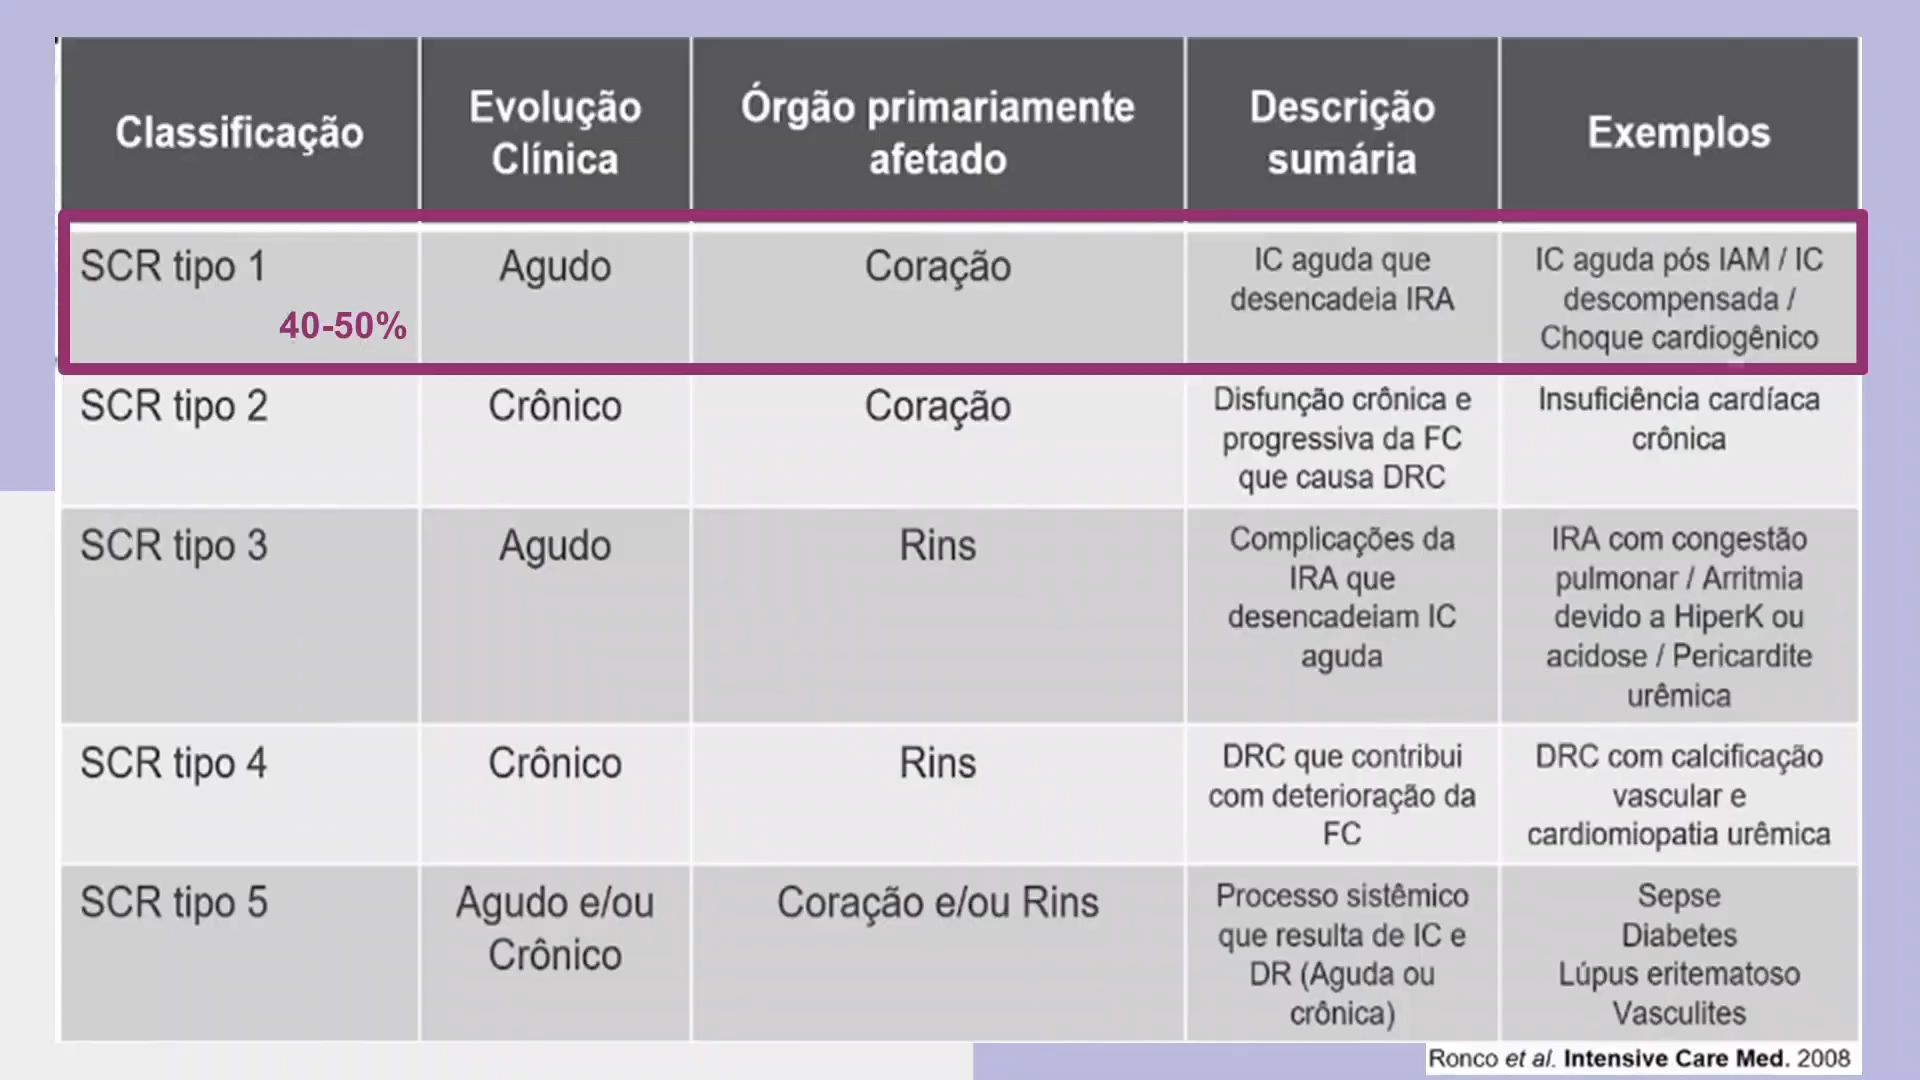 Classificação
Evolução
Clínica
Órgão primariamente
afetado
Descrição
sumária
Exemplos
SCR tipo 1
40-50%
Agudo
Coração
IC aguda que
desencadeia IRA
IC aguda pós IAM / IC
descompensada /
Choque cardiogênico
SCR tipo 2
Crônico
Coração
Disfunção crônica e
progressiva da FC
que causa DRC
Insuficiência cardíaca
crônica
SCR tipo 3
Agudo
Rins
Complicações da
IRA que
desencadeiam IC
aguda
IRA com congestão
pulmonar / Arritmia
devido a HiperK ou
acidose / Pericardite
urêmica
SCR tipo 4
Crônico
Rins
DRC que contribui
com deterioração da
FC
DRC com calcificação
vascular e
cardiomiopatia urêmica
SCR tipo 5
Agudo e/ou
Crônico
Coração e/ou Rins
Processo sistêmico
que resulta de IC e
DR (Aguda ou
crônica)
Sepse
Diabetes
Lúpus eritematoso
Vasculites
Ronco et al. Intensive Care Med. 2008